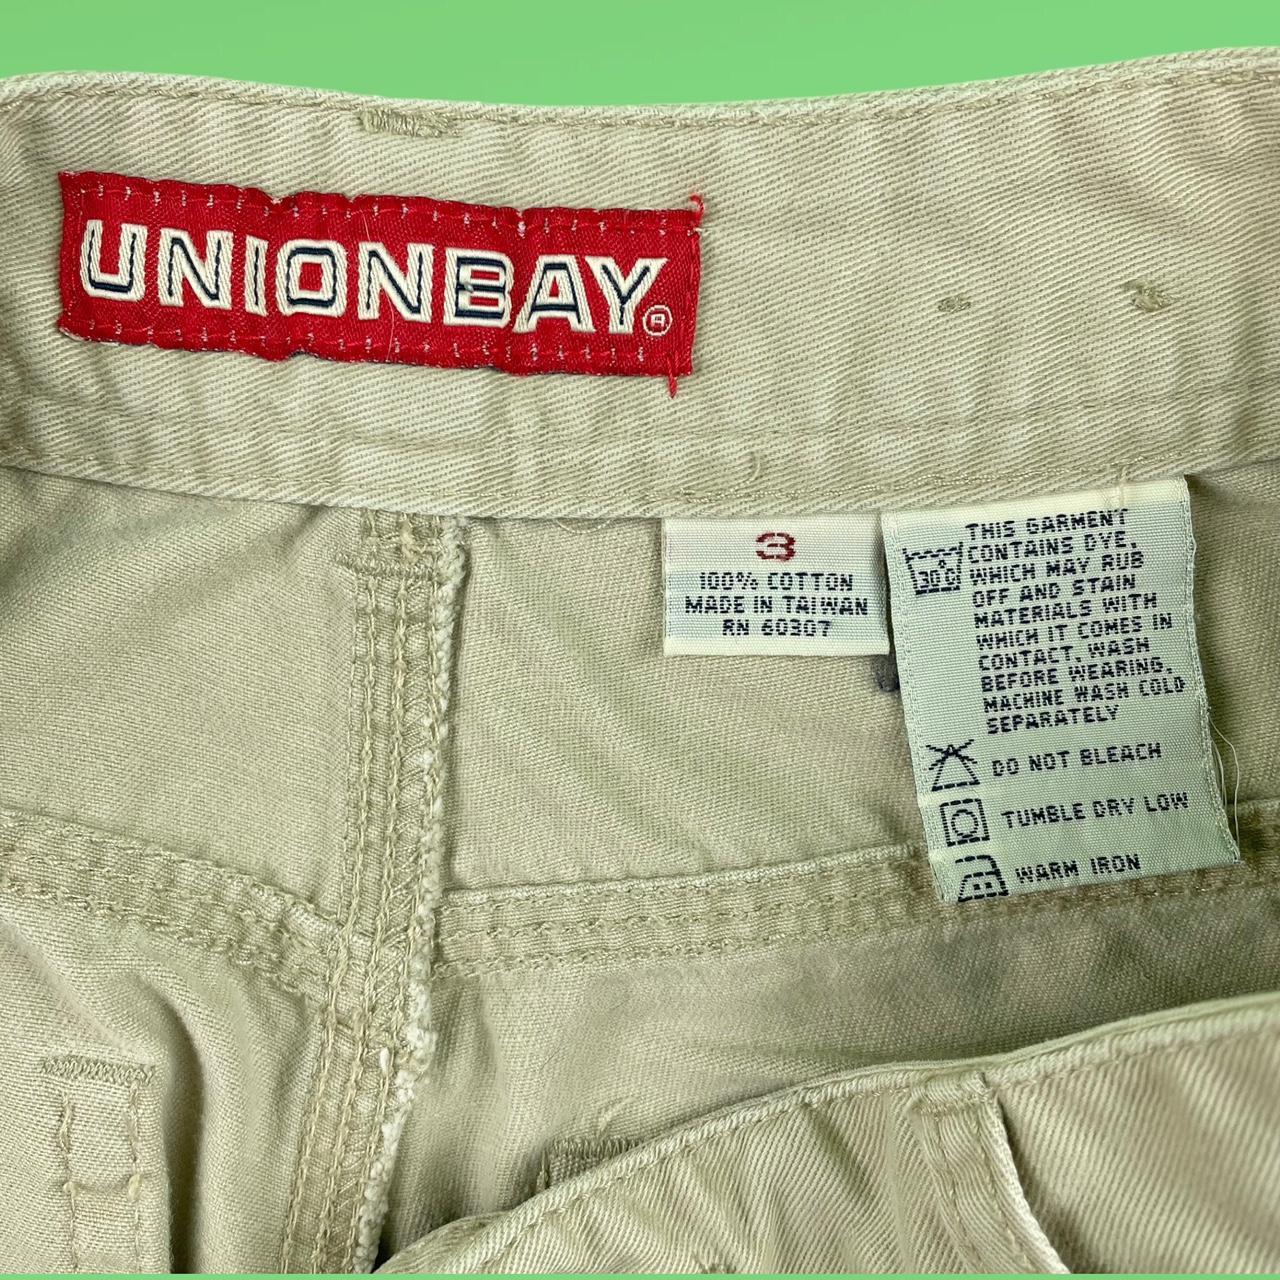 UNIONBAY®
3
100% COTTON
MADE IN TAIWAN
RN 60307
30°C
THIS GARMENT
CONTAINS DYE,
WHICH MAY RUB
OFF AND STAIN
MATERIALS WITH
WHICH IT COMES IN
CONTACT. WASH
BEFORE WEARING.
MACHINE WASH COLD
SEPARATELY
DO NOT BLEACH
TUMBLE DRY LOW
WARM IRON